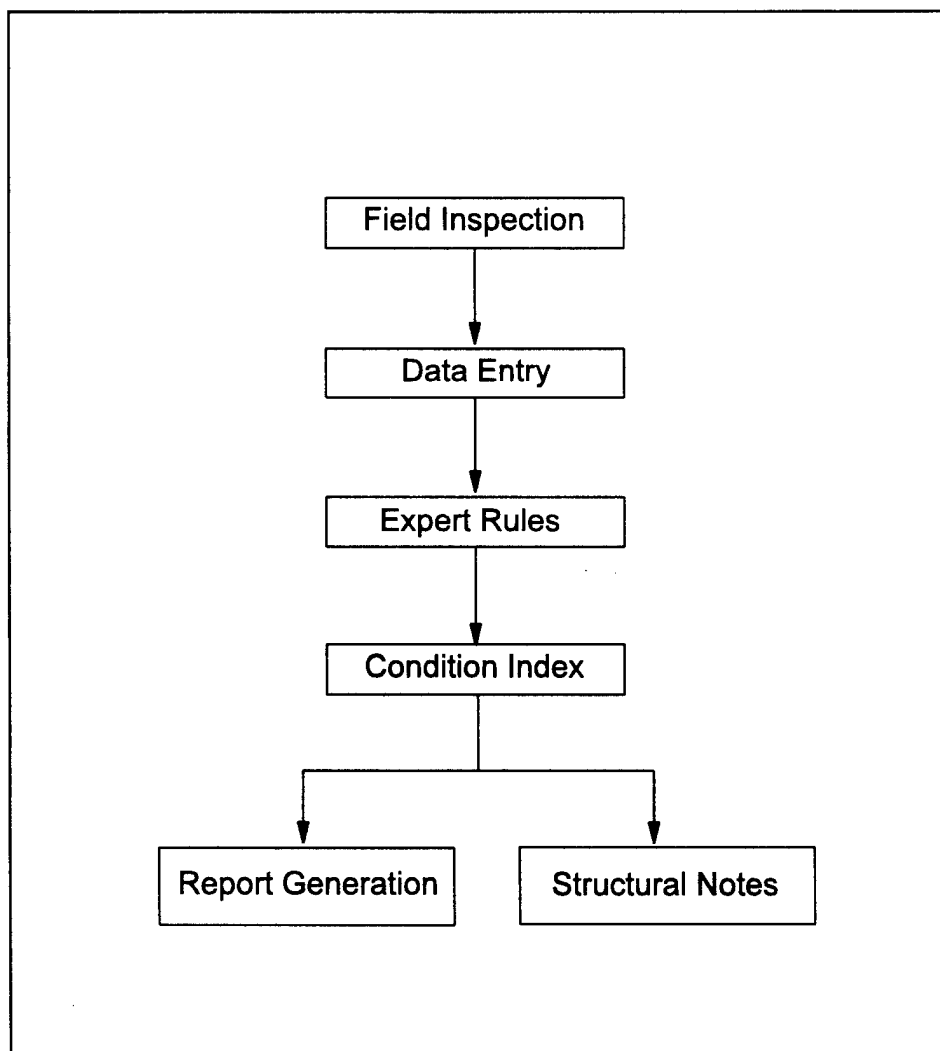 Field Inspection
Data Entry
Expert Rules
Condition Index
Report Generation
Structural Notes